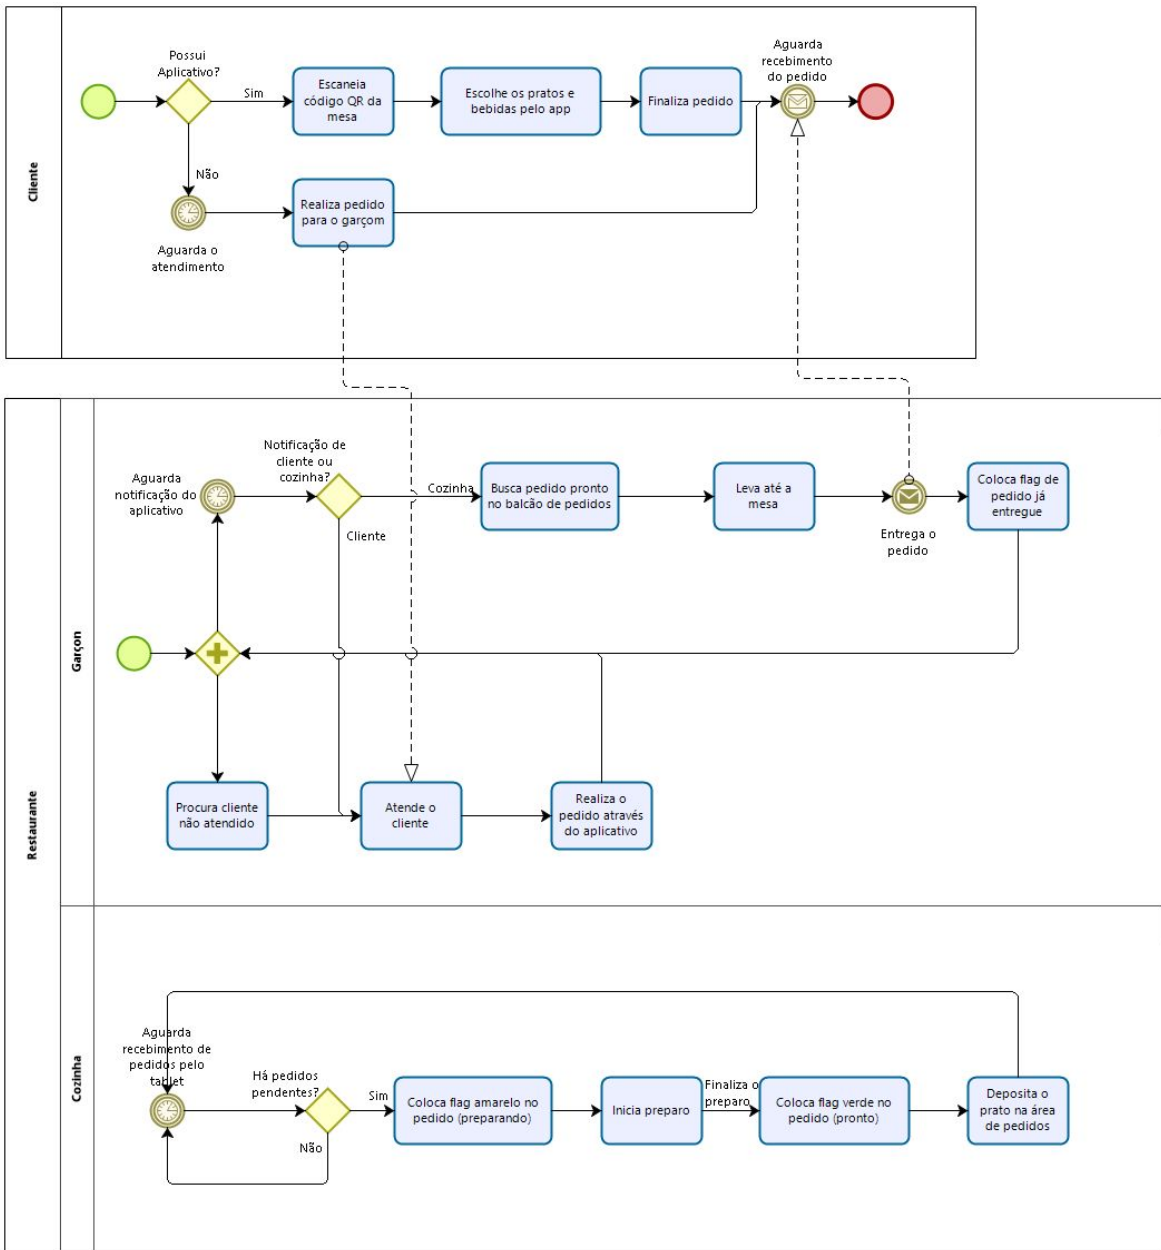 Cliente
Possui
Aplicativo?
Sim
Escaneia
código QR da
mesa
Escolhe os pratos e
bebidas pelo app
Finaliza pedido
Aguarda
recebimento
do pedido
Não
Aguarda o
atendimento
Realiza pedido
para o garçom
Restaurante
Garçon
Aguarda
notificação do
aplicativo
Notificação de
cliente ou
cozinha?
Cozinha
Cliente
Busca pedido pronto
no balcão de pedidos
Leva até a
mesa
Entrega o
pedido
Coloca flag de
pedido já
entregue
Procura cliente
não atendido
Atende o
cliente
Realiza o
pedido através
do aplicativo
Cozinha
Aguarda
recebimento de
pedidos pelo
tablet
Há pedidos
pendentes?
Sim
Não
Coloca flag amarelo no
pedido (preparando)
Inicia preparo
Finaliza o
preparo
Coloca flag verde no
pedido (pronto)
Deposita o
prato na área
de pedidos